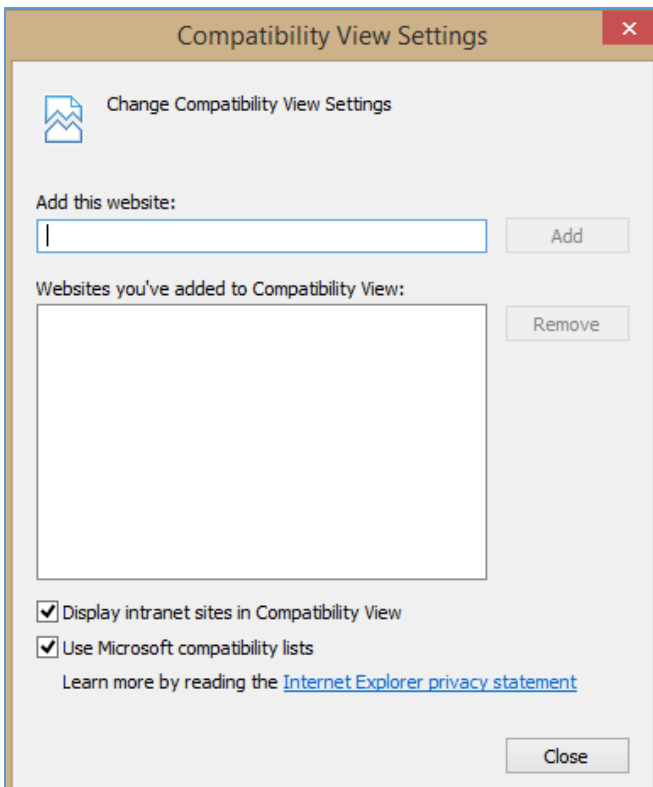 Compatibility View Settings
Change Compatibility View Settings
Add this website:
Add
Websites you've added to Compatibility View:
Remove
Display intranet sites in Compatibility View
Use Microsoft compatibility lists
Learn more by reading the Internet Explorer privacy statement
Close